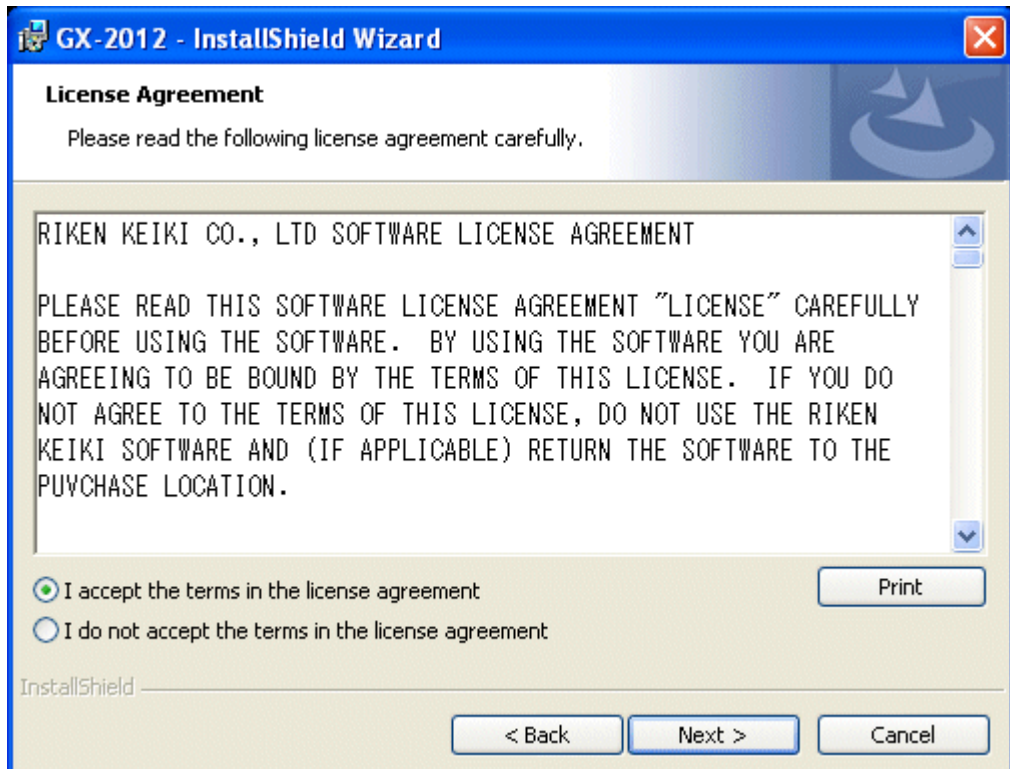 GX-2012 - InstallShield Wizard
License Agreement
Please read the following license agreement carefully.
RIKEN KEIKI CO., LTD SOFTWARE LICENSE AGREEMENT
PLEASE READ THIS SOFTWARE LICENSE AGREEMENT ″LICENSE″ CAREFULLY
BEFORE USING THE SOFTWARE.  BY USING THE SOFTWARE YOU ARE
AGREEING TO BE BOUND BY THE TERMS OF THIS LICENSE.  IF YOU DO
NOT AGREE TO THE TERMS OF THIS LICENSE, DO NOT USE THE RIKEN
KEIKI SOFTWARE AND (IF APPLICABLE) RETURN THE SOFTWARE TO THE
PUVCHASE LOCATION.
I accept the terms in the license agreement
Print
I do not accept the terms in the license agreement
InstallShield
< Back
Next >
Cancel